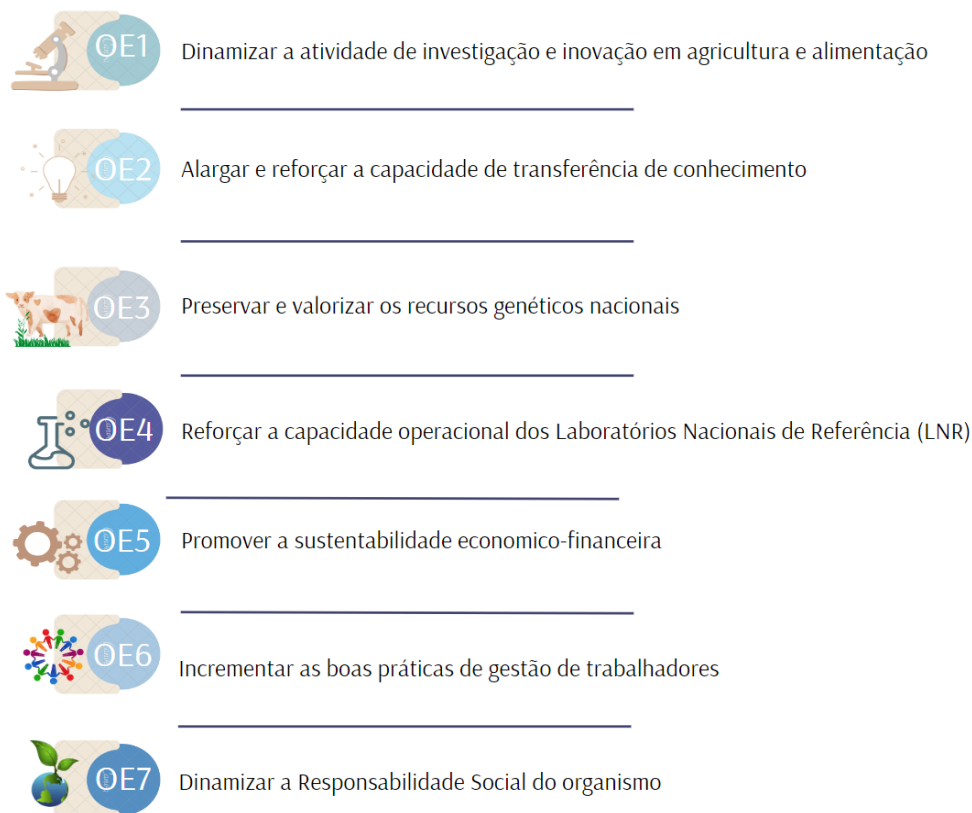 OE1 Dinamizar a atividade de investigação e inovação em agricultura e alimentação
OE2 Alargar e reforçar a capacidade de transferência de conhecimento
OE3 Preservar e valorizar os recursos genéticos nacionais
OE4 Reforçar a capacidade operacional dos Laboratórios Nacionais de Referência (LNR)
OE5 Promover a sustentabilidade economico-financeira
OE6 Incrementar as boas práticas de gestão de trabalhadores
OE7 Dinamizar a Responsabilidade Social do organismo